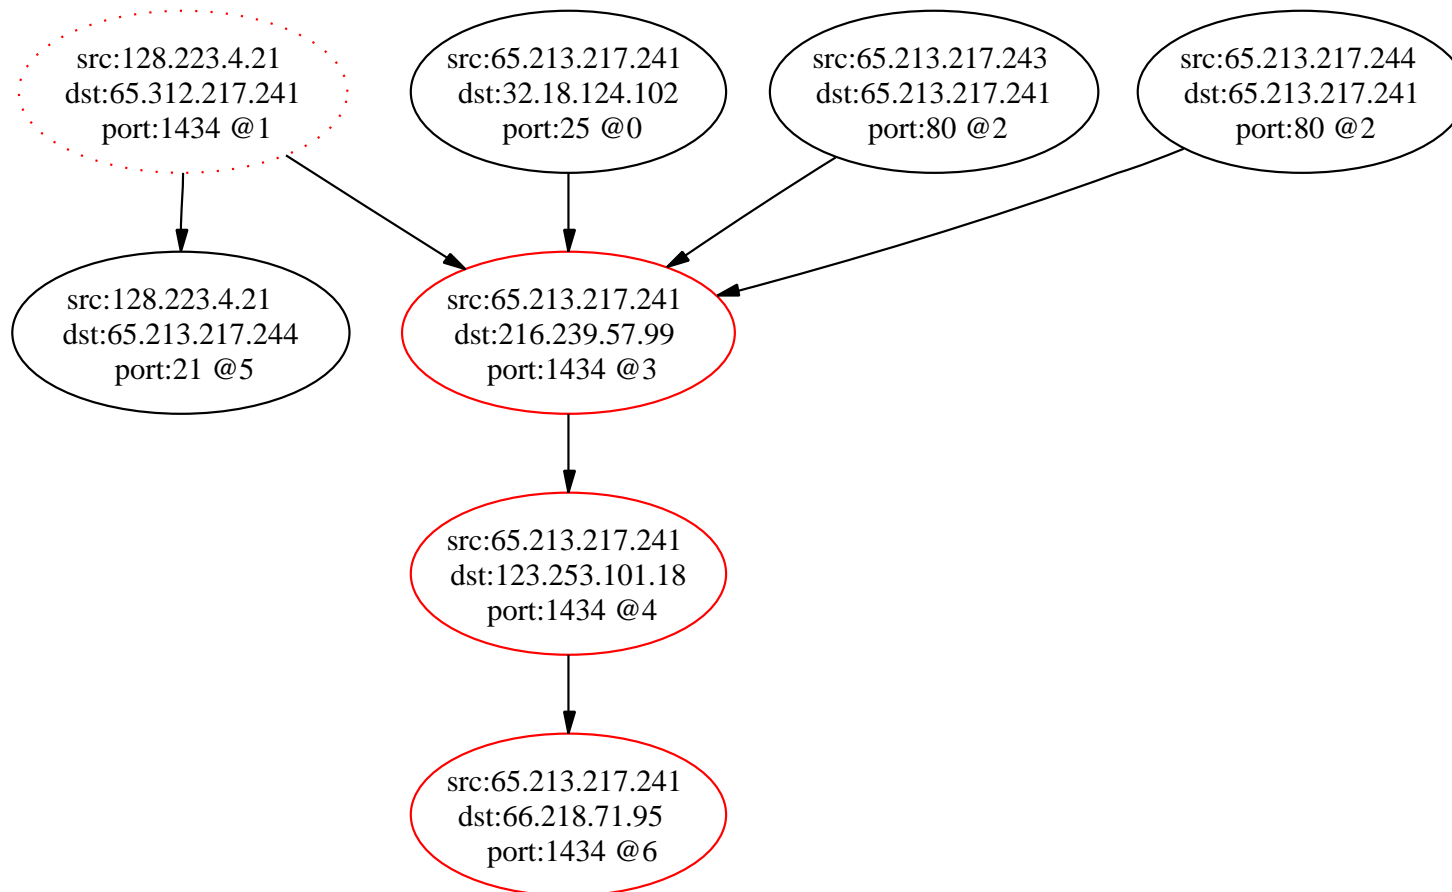 src:128.223.4.21
dst:65.312.217.241
port:1434 @1
src:65.213.217.241
dst:32.18.124.102
port:25 @0
src:65.213.217.243
dst:65.213.217.241
port:80 @2
src:65.213.217.244
dst:65.213.217.241
port:80 @2
src:128.223.4.21
dst:65.213.217.244
port:21 @5
src:65.213.217.241
dst:216.239.57.99
port:1434 @3
src:65.213.217.241
dst:123.253.101.18
port:1434 @4
src:65.213.217.241
dst:66.218.71.95
port:1434 @6